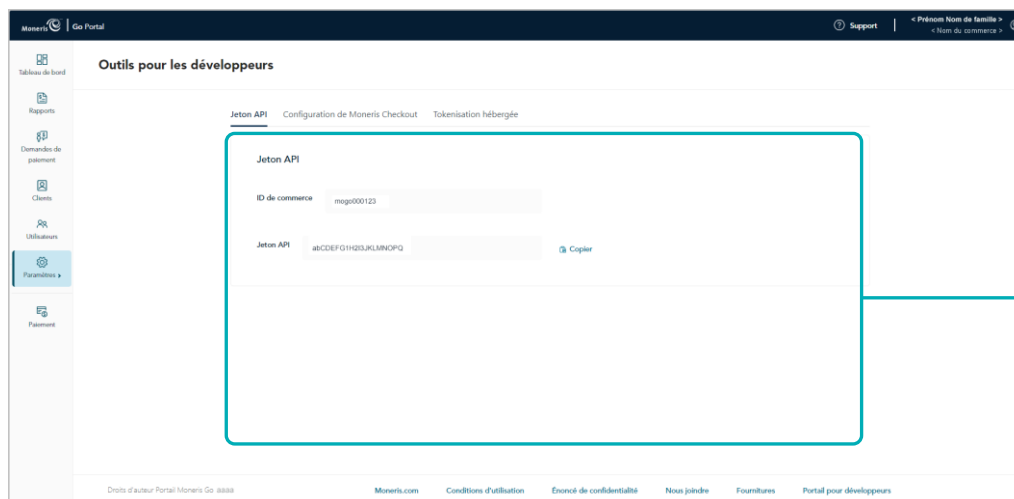 Moneris Go Portal
Support
< Prénom Nom de famille >
< Nom du commerce >
Tableau de bord
Rapports
Demandes de
paiement
Clients
Utilisateurs
Paramètres
Paiement
Outils pour les développeurs
Jeton API Configuration de Moneris Checkout Tokenisation hébergée
Jeton API
ID de commerce mogo000123
Jeton API abCDEFG1H2I3JKLMNOPQ Copier
Droits d'auteur Portail Moneris Go aaaa
Moneris.com Conditions d'utilisation Énoncé de confidentialité Nous joindre Fournitures Portail pour développeurs